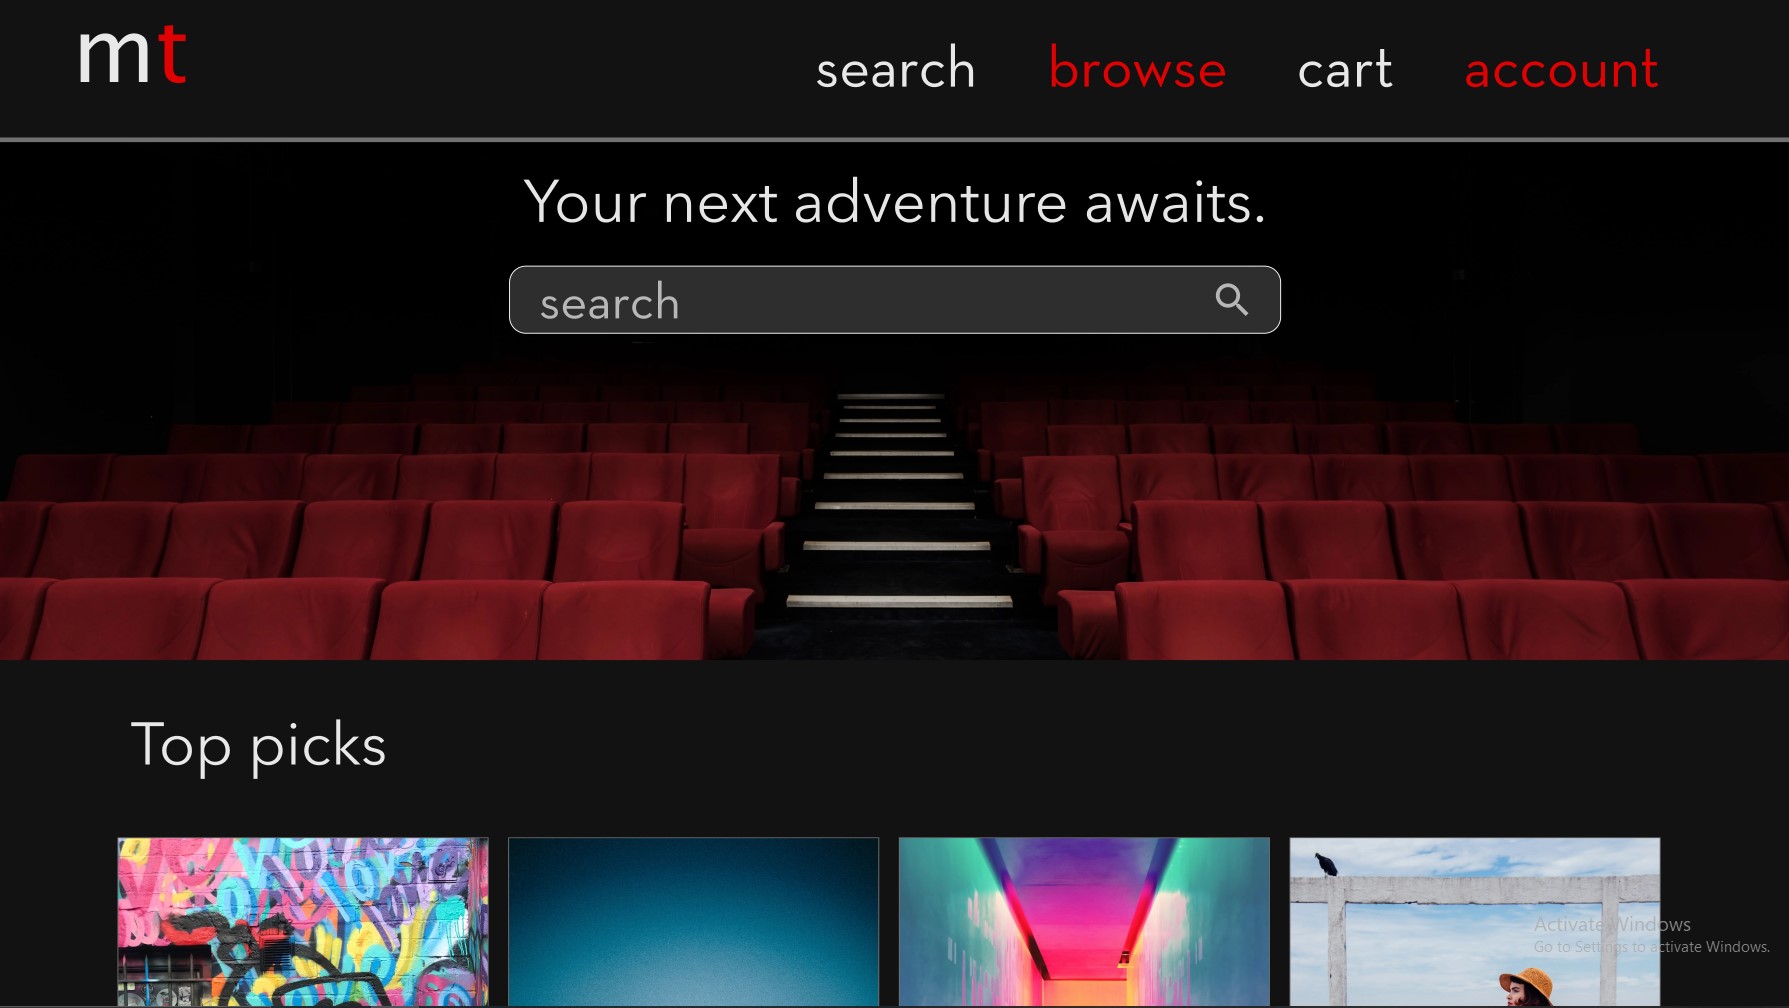 mt
search browse cart account
Your next adventure awaits.
search
Top picks
Activate Windows
Go to Settings to activate Windows.